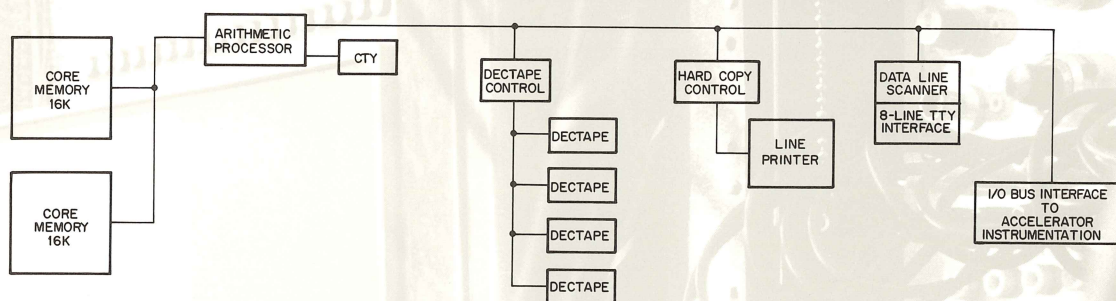 CORE
MEMORY
16K
CORE
MEMORY
16K
ARITHMETIC
PROCESSOR
CTY
DECTAPE
CONTROL
DECTAPE
DECTAPE
DECTAPE
DECTAPE
HARD COPY
CONTROL
LINE
PRINTER
DATA LINE
SCANNER
8-LINE TTY
INTERFACE
I/O BUS INTERFACE
TO
ACCELERATOR
INSTRUMENTATION